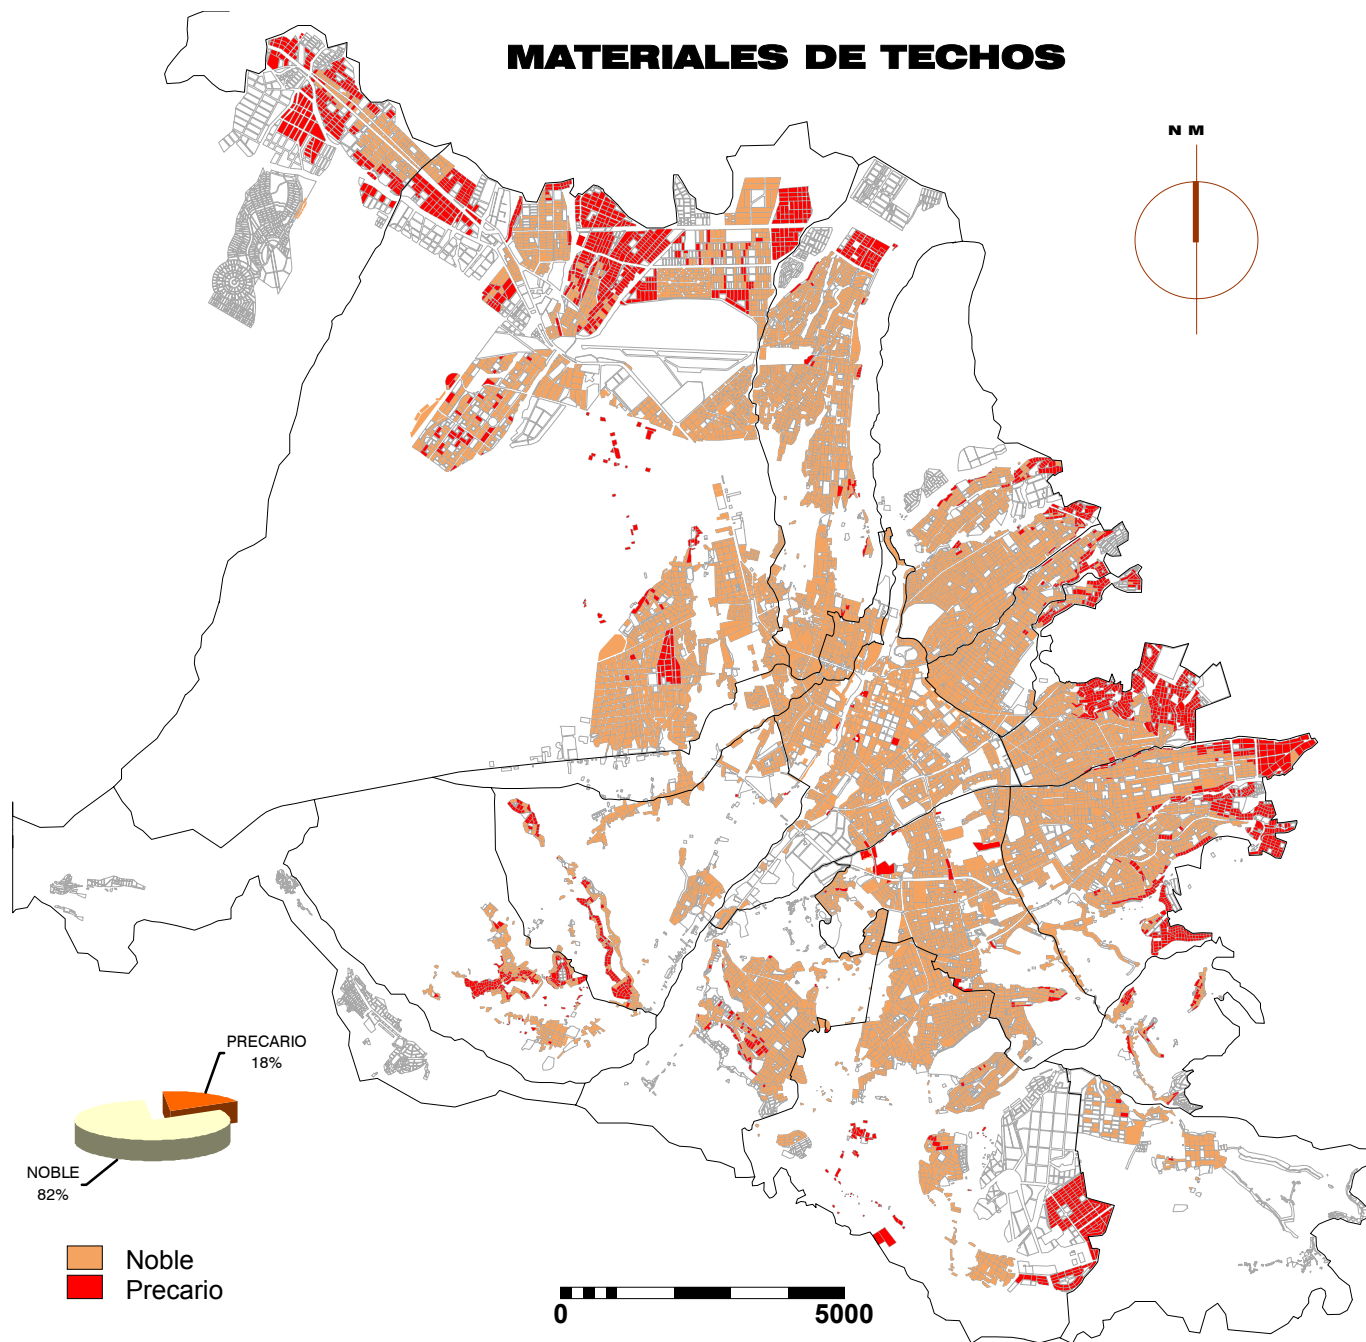 MATERIALES DE TECHOS
N M
PRECARIO
18%
NOBLE
82%
Noble
Precario
0 5000